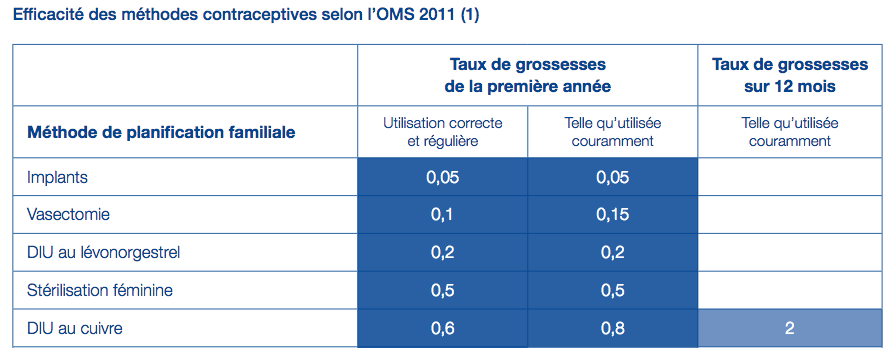 Efficacité des méthodes contraceptives selon l'OMS 2011 (1)
Taux de grossesses
de la première année
Taux de grossesses
sur 12 mois
Méthode de planification familiale
Utilisation correcte
et régulière
Telle qu'utilisée
couramment
Telle qu'utilisée
couramment
Implants 0,05 0,05
Vasectomie 0,1 0,15
DIU au lévonorgestrel 0,2 0,2
Stérilisation féminine 0,5 0,5
DIU au cuivre 0,6 0,8 2